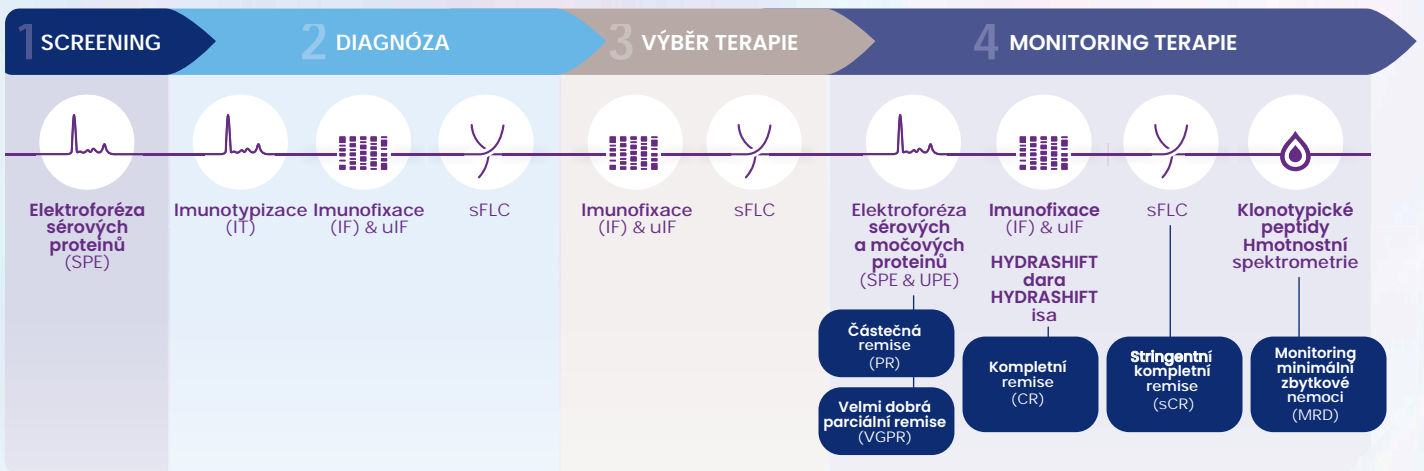 1 SCREENING
2 DIAGNÓZA
3 VÝBĚR TERAPIE
4 MONITORING TERAPIE
Elektroforéza
sérových
proteinů
(SPE)
Imunotypizace
(IT)
Imunofixace
(IF) & uIF
sFLC
Imunofixace
(IF) & uIF
sFLC
Elektroforéza
sérových
a močových
proteinů
(SPE & UPE)
Částečná
remise
(PR)
Velmi dobrá
parciální remise
(VGPR)
Imunofixace
(IF) & uIF
HYDRASHIFT
dara
HYDRASHIFT
isa
Kompletní
remise
(CR)
sFLC
Stringentní
kompletní
remise
(sCR)
Klonotypické
peptidy
Hmotnostní
spektrometrie
Monitoring
minimální
zbytkové
nemoci
(MRD)